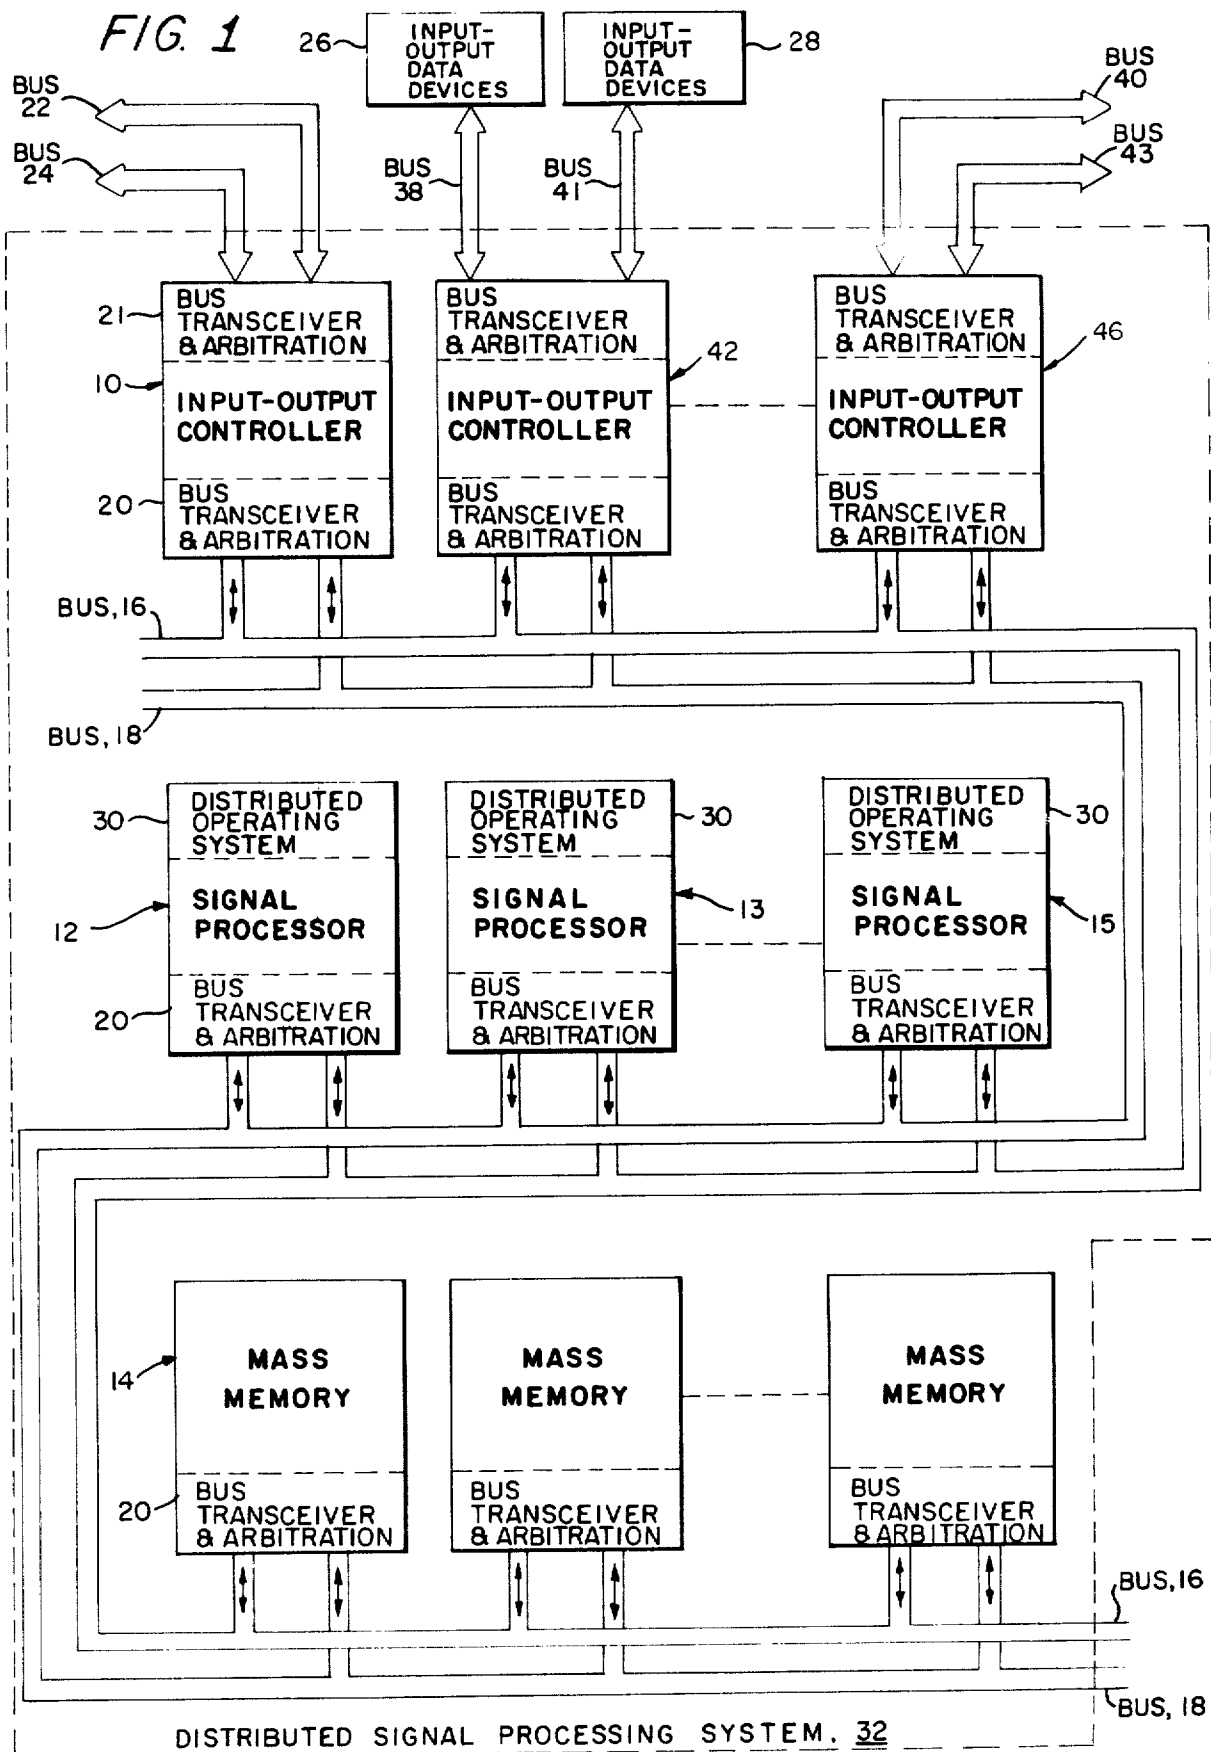 FIG. 1
26
INPUT-
OUTPUT
DATA
DEVICES
INPUT-
OUTPUT
DATA
DEVICES
28
BUS
22
BUS
24
BUS
38
BUS
41
BUS
40
BUS
43
21
BUS
TRANSCEIVER
& ARBITRATION
10
INPUT-OUTPUT
CONTROLLER
20
BUS
TRANSCEIVER
& ARBITRATION
BUS
TRANSCEIVER
& ARBITRATION
42
INPUT-OUTPUT
CONTROLLER
BUS
TRANSCEIVER
& ARBITRATION
BUS
TRANSCEIVER
& ARBITRATION
46
INPUT-OUTPUT
CONTROLLER
BUS
TRANSCEIVER
& ARBITRATION
BUS, 16
BUS, 18
30
DISTRIBUTED
OPERATING
SYSTEM
12
SIGNAL
PROCESSOR
20
BUS
TRANSCEIVER
& ARBITRATION
DISTRIBUTED
OPERATING
SYSTEM
30
SIGNAL
PROCESSOR
13
BUS
TRANSCEIVER
& ARBITRATION
DISTRIBUTED
OPERATING
SYSTEM
30
SIGNAL
PROCESSOR
15
BUS
TRANSCEIVER
& ARBITRATION
14
MASS
MEMORY
20
BUS
TRANSCEIVER
& ARBITRATION
MASS
MEMORY
BUS
TRANSCEIVER
& ARBITRATION
MASS
MEMORY
BUS
TRANSCEIVER
& ARBITRATION
BUS, 16
BUS, 18
DISTRIBUTED SIGNAL PROCESSING SYSTEM. 32